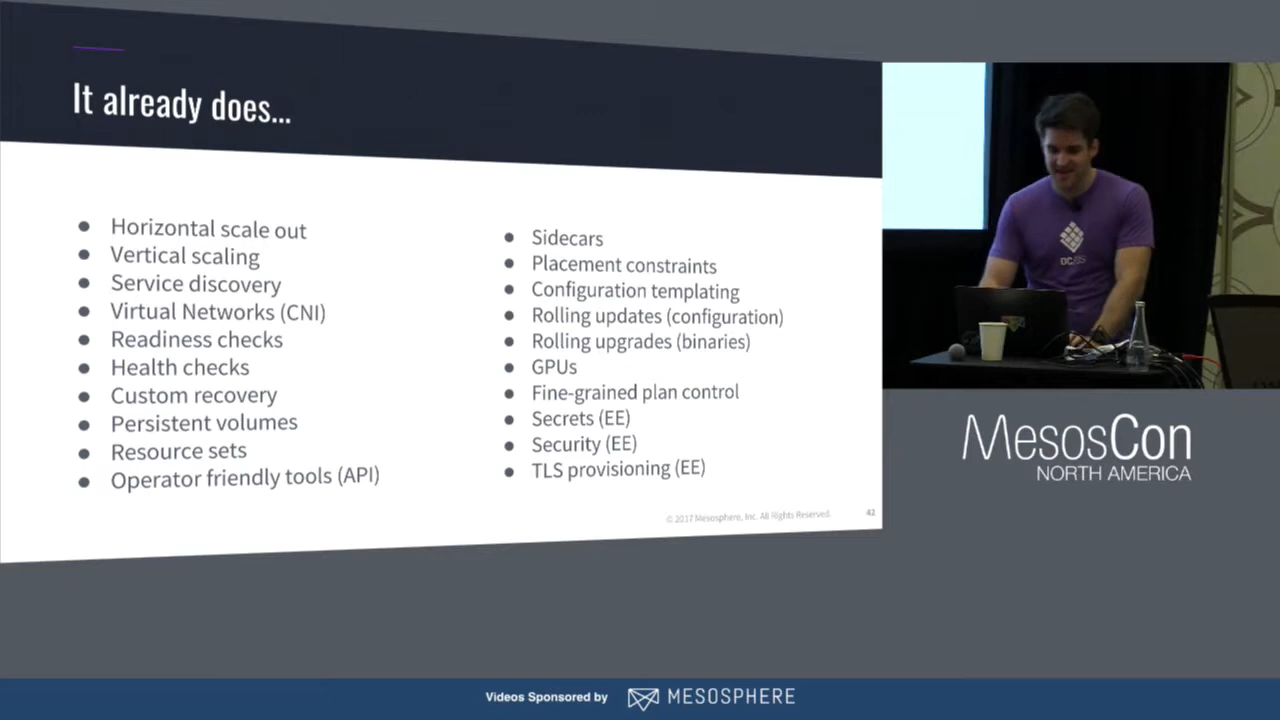 It already does...
Horizontal scale out
Vertical scaling
Service discovery
Virtual Networks (CNI)
Readiness checks
Health checks
Custom recovery
Persistent volumes
Resource sets
Operator friendly tools (API)
Sidecars
Placement constraints
Configuration templating
Rolling updates (configuration)
Rolling upgrades (binaries)
GPUs
Fine-grained plan control
Secrets (EE)
Security (EE)
TLS provisioning (EE)
© 2017 Mesosphere, Inc. All Rights Reserved.
42
DC/OS
MesosCon
NORTH AMERICA
Videos Sponsored by
MESOSPHERE